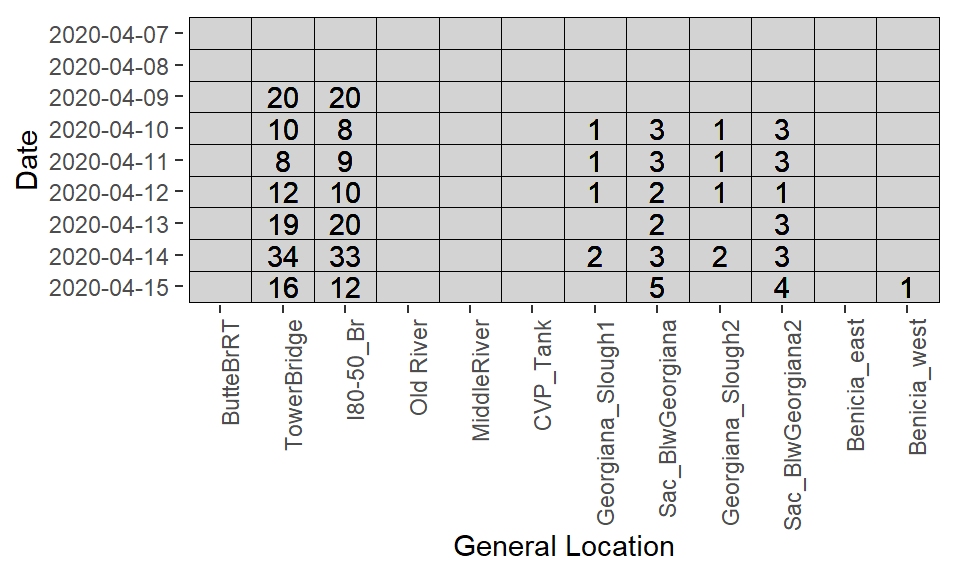 2020-04-07
2020-04-08
2020-04-09 20 20
2020-04-10 10 8 1 3 1 3
2020-04-11 8 9 1 3 1 3
2020-04-12 12 10 1 2 1 1
2020-04-13 19 20 2 3
2020-04-14 34 33 2 3 2 3
2020-04-15 16 12 5 4 1
Date
ButteBrRT
TowerBridge
I80-50_Br
Old River
MiddleRiver
CVP_Tank
Georgiana_Slough1
Sac_BlwGeorgiana
Georgiana_Slough2
Sac_BlwGeorgiana2
Benicia_east
Benicia_west
General Location